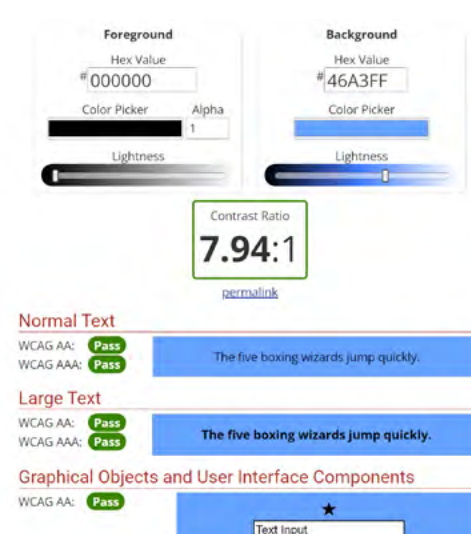 Foreground
Hex Value
#000000
Color Picker
Alpha
1
Lightness
Background
Hex Value
#46A3FF
Color Picker
Lightness
Contrast Ratio
7.94:1
permalink
Normal Text
WCAG AA: Pass
WCAG AAA: Pass
The five boxing wizards jump quickly.
Large Text
WCAG AA: Pass
WCAG AAA: Pass
The five boxing wizards jump quickly.
Graphical Objects and User Interface Components
WCAG AA: Pass
Text Input